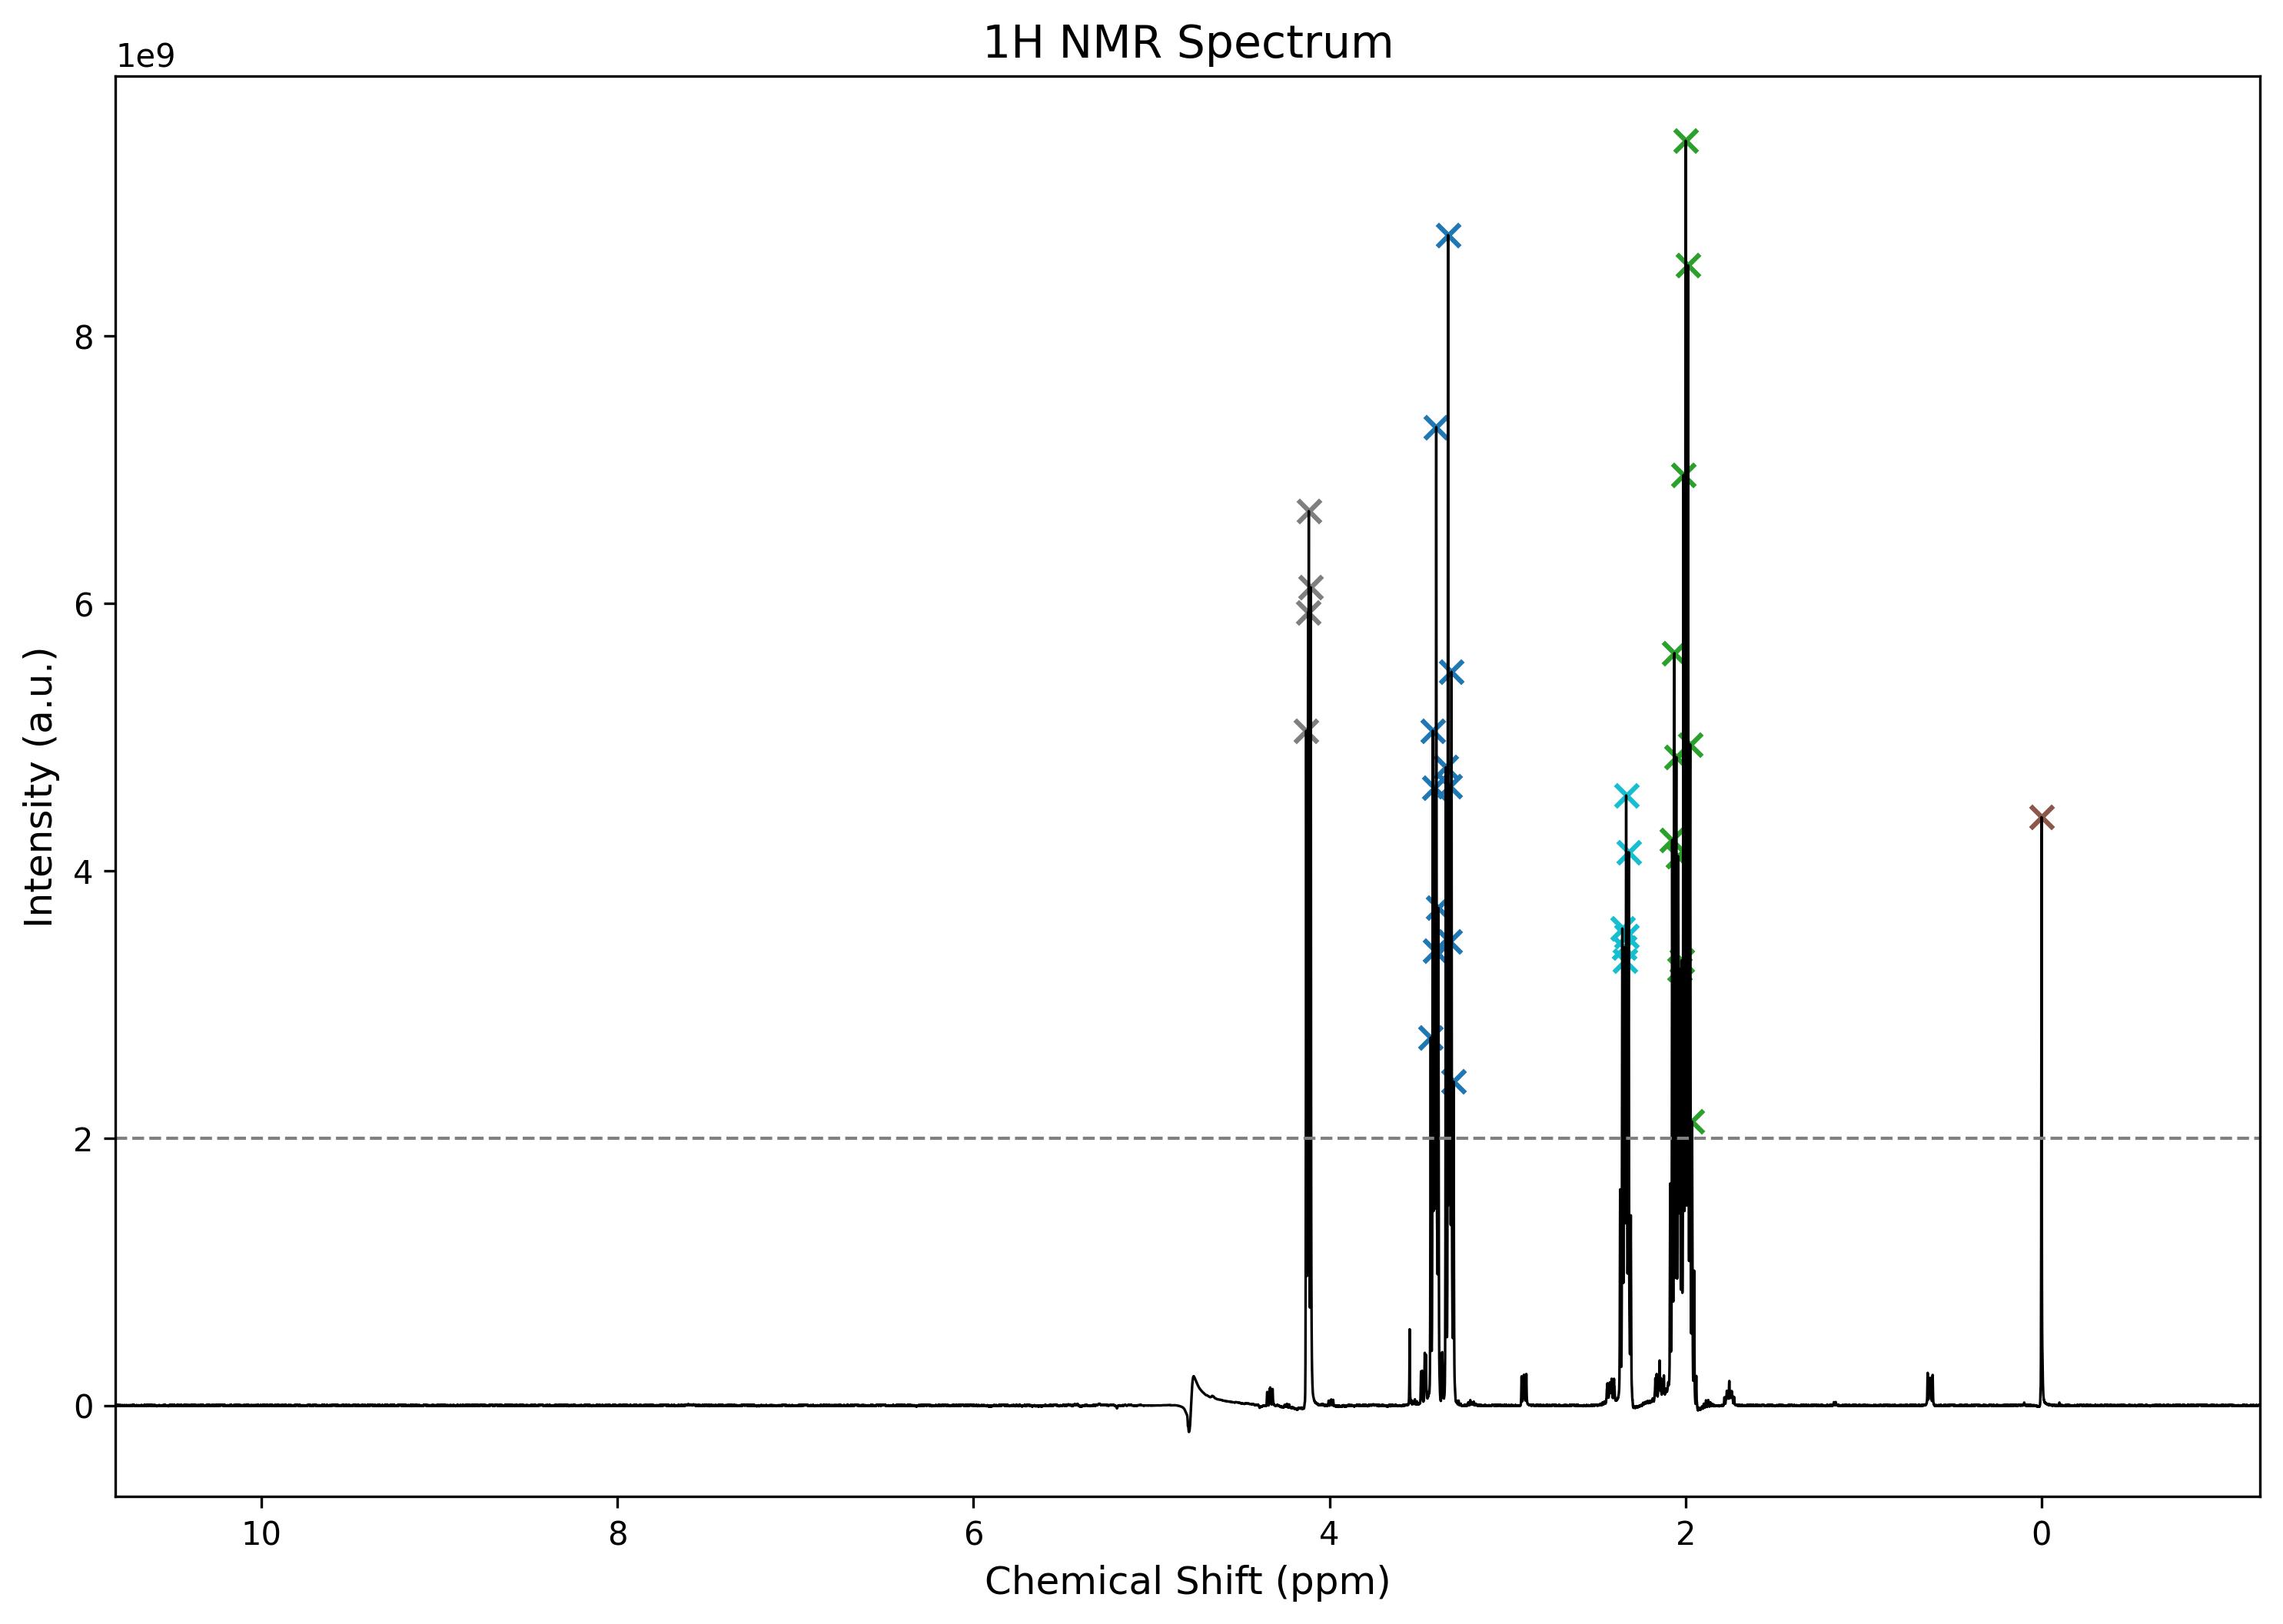 1H NMR Spectrum
1e9
8
6
4
2
0
Intensity (a.u.)
10 8 6 4 2 0
Chemical Shift (ppm)